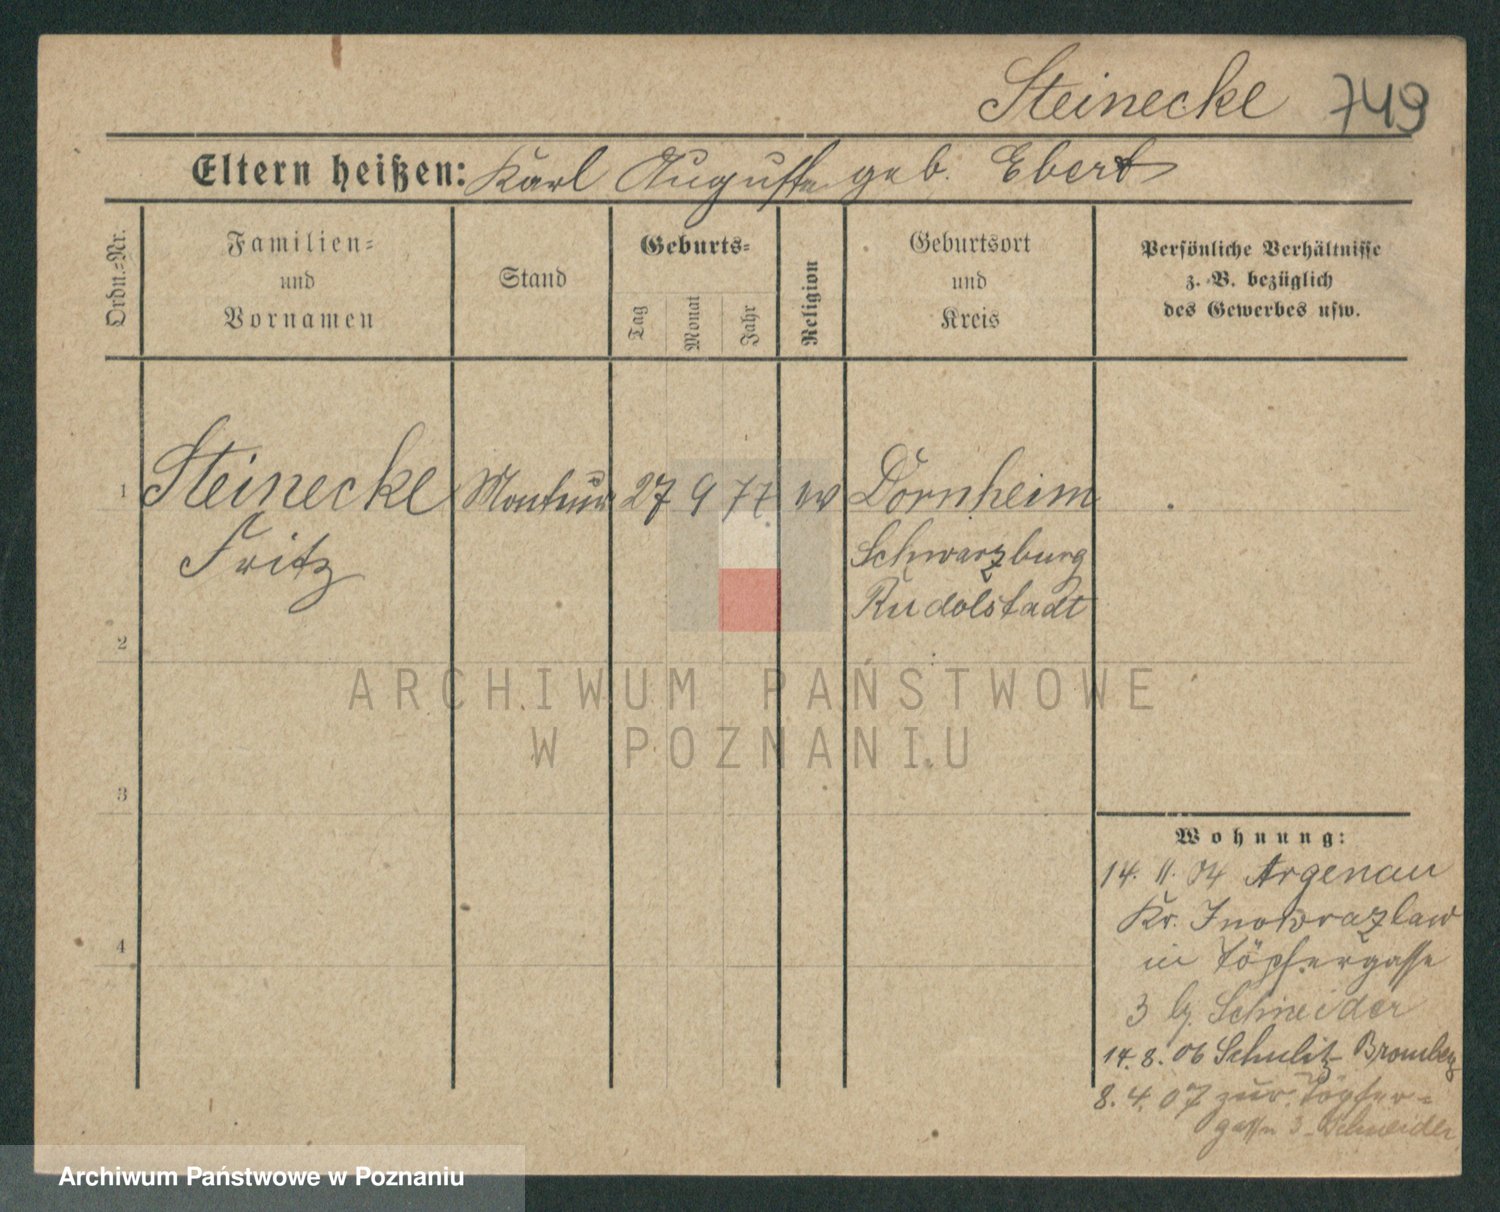 Steinecke 749
Eltern heißen: Karl Auguste geb. Ebert
Ordn.=Nr.
Familien=
und
Vornamen
Stand
Geburts=
Tag
Monat
Jahr
Religion
Geburtsort
und
Kreis
Persönliche Verhältnisse
z. B. bezüglich
des Gewerbes usw.
1 Steinecke Monteur 27 9 77 Dornheim
Fritz
Schwarzburg
Rudolstadt
2
3
4
ARCHIWUM PAŃSTWOWE
W POZNANIU
Wohnung:
14. 11. 04 Argenau
Kr. Inowrazlaw
in Töpfergasse
3 Schneider
14. 8. 06 Schulitz Bromberg
8. 4. 07 zur. Töpfer=
gasse 3 Schneider
Archiwum Państwowe w Poznaniu